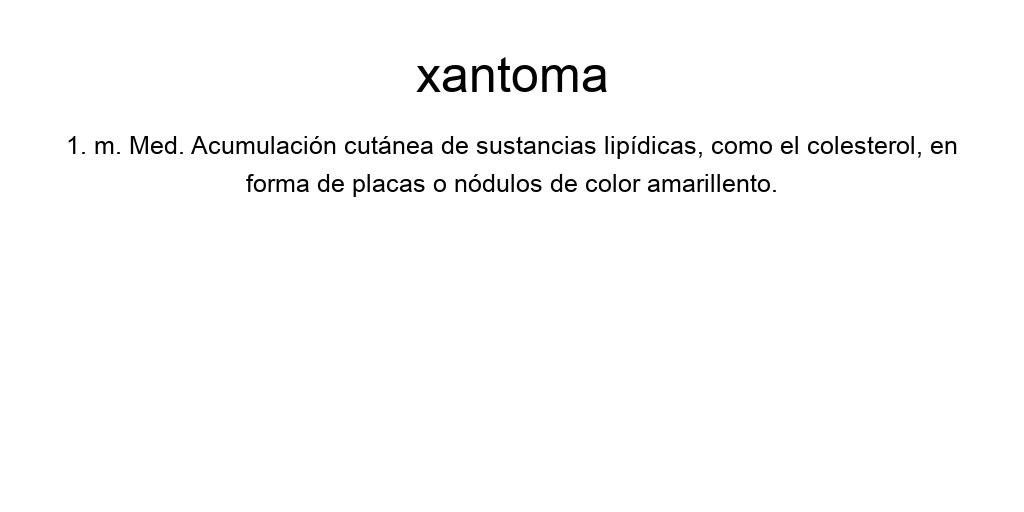 xantoma
1. m. Med. Acumulación cutánea de sustancias lipídicas, como el colesterol, en
forma de placas o nódulos de color amarillento.